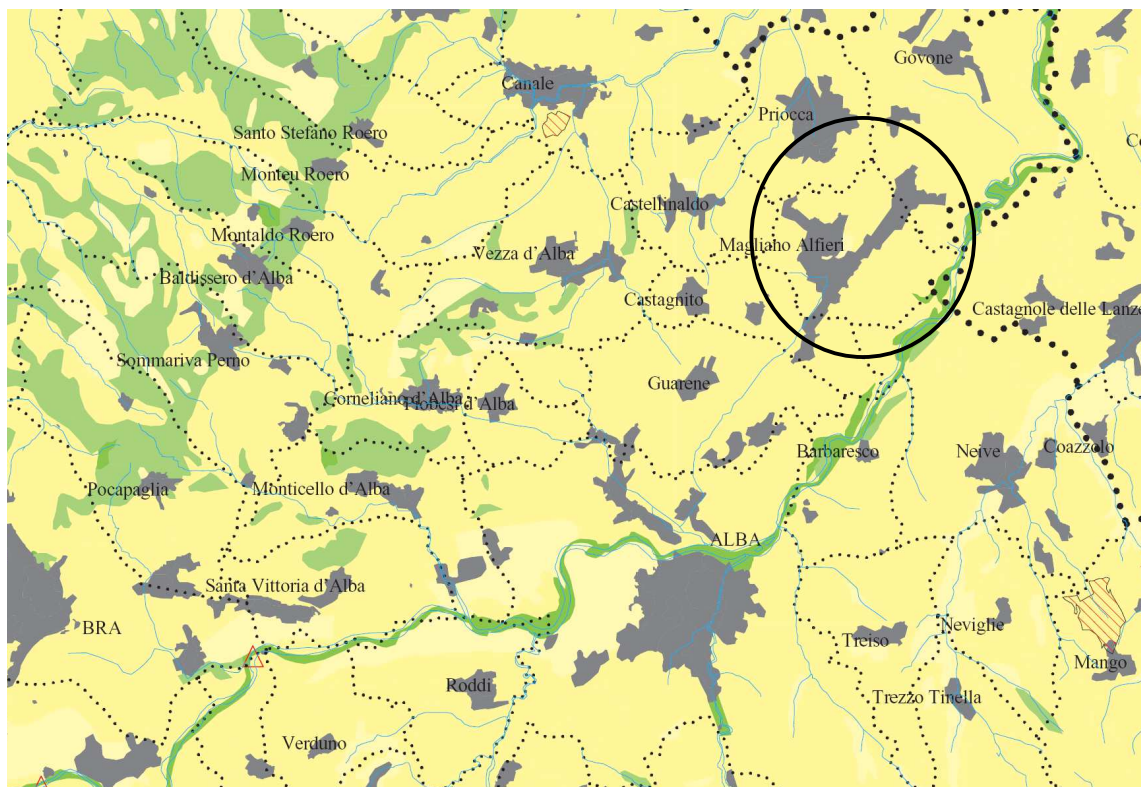 Govone
Canale
Priocca
Santo Stefano Roero
Monteu Roero
Castellinaldo
Montaldo Roero
Magliano Alfieri
Vezza d'Alba
Baldissero d'Alba
Castagnito
Castagnole delle Lanze
Sommariva Perno
Guarene
Corneliano d'Alba
Piobesi d'Alba
Barbaresco
Neive
Coazzolo
Pocapaglia
Monticello d'Alba
ALBA
Santa Vittoria d'Alba
BRA
Neviglie
Treiso
Mango
Roddi
Trezzo Tinella
Verduno